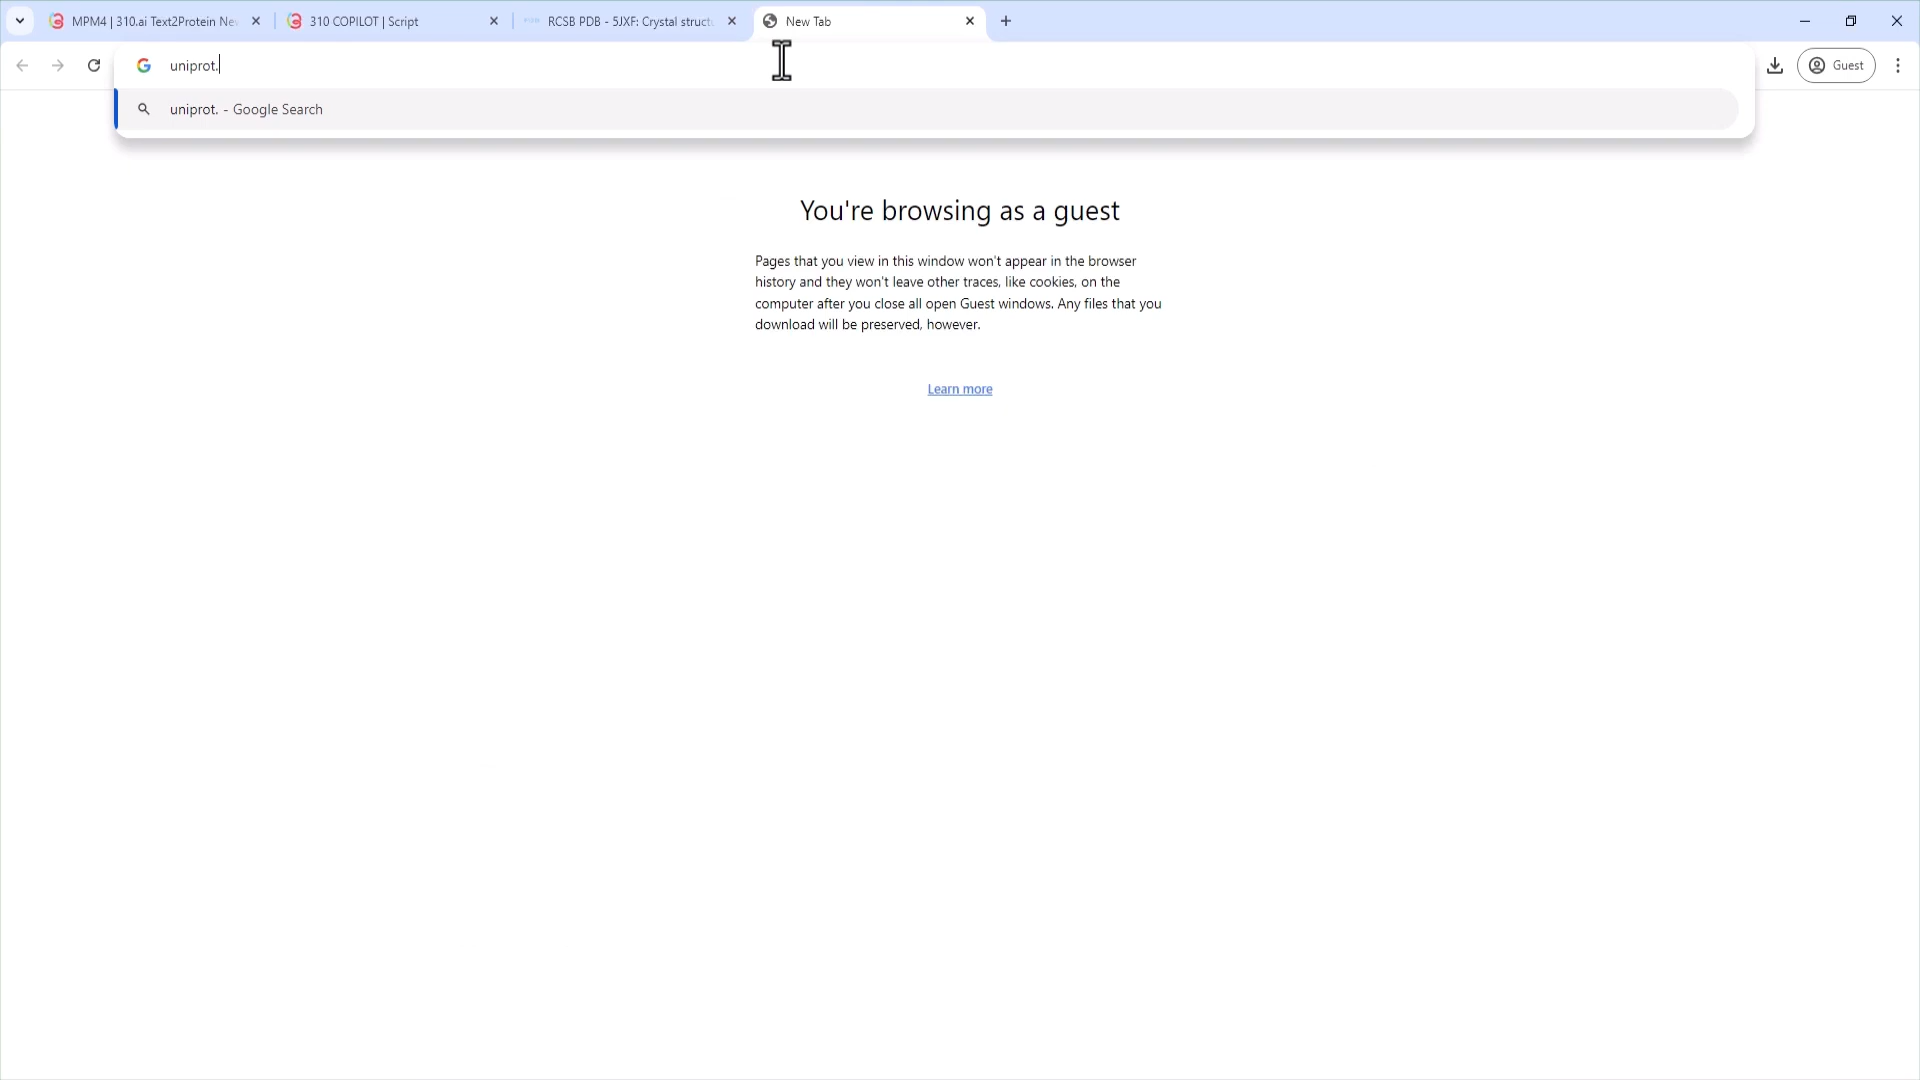 MPM4 | 310.ai Text2Protein Ne
310 COPILOT | Script
RCSB PDB - 5JXF: Crystal struct
New Tab
uniprot.
Guest
uniprot. - Google Search
You're browsing as a guest
Pages that you view in this window won't appear in the browser
history and they won't leave other traces, like cookies, on the
computer after you close all open Guest windows. Any files that you
download will be preserved, however.
Learn more